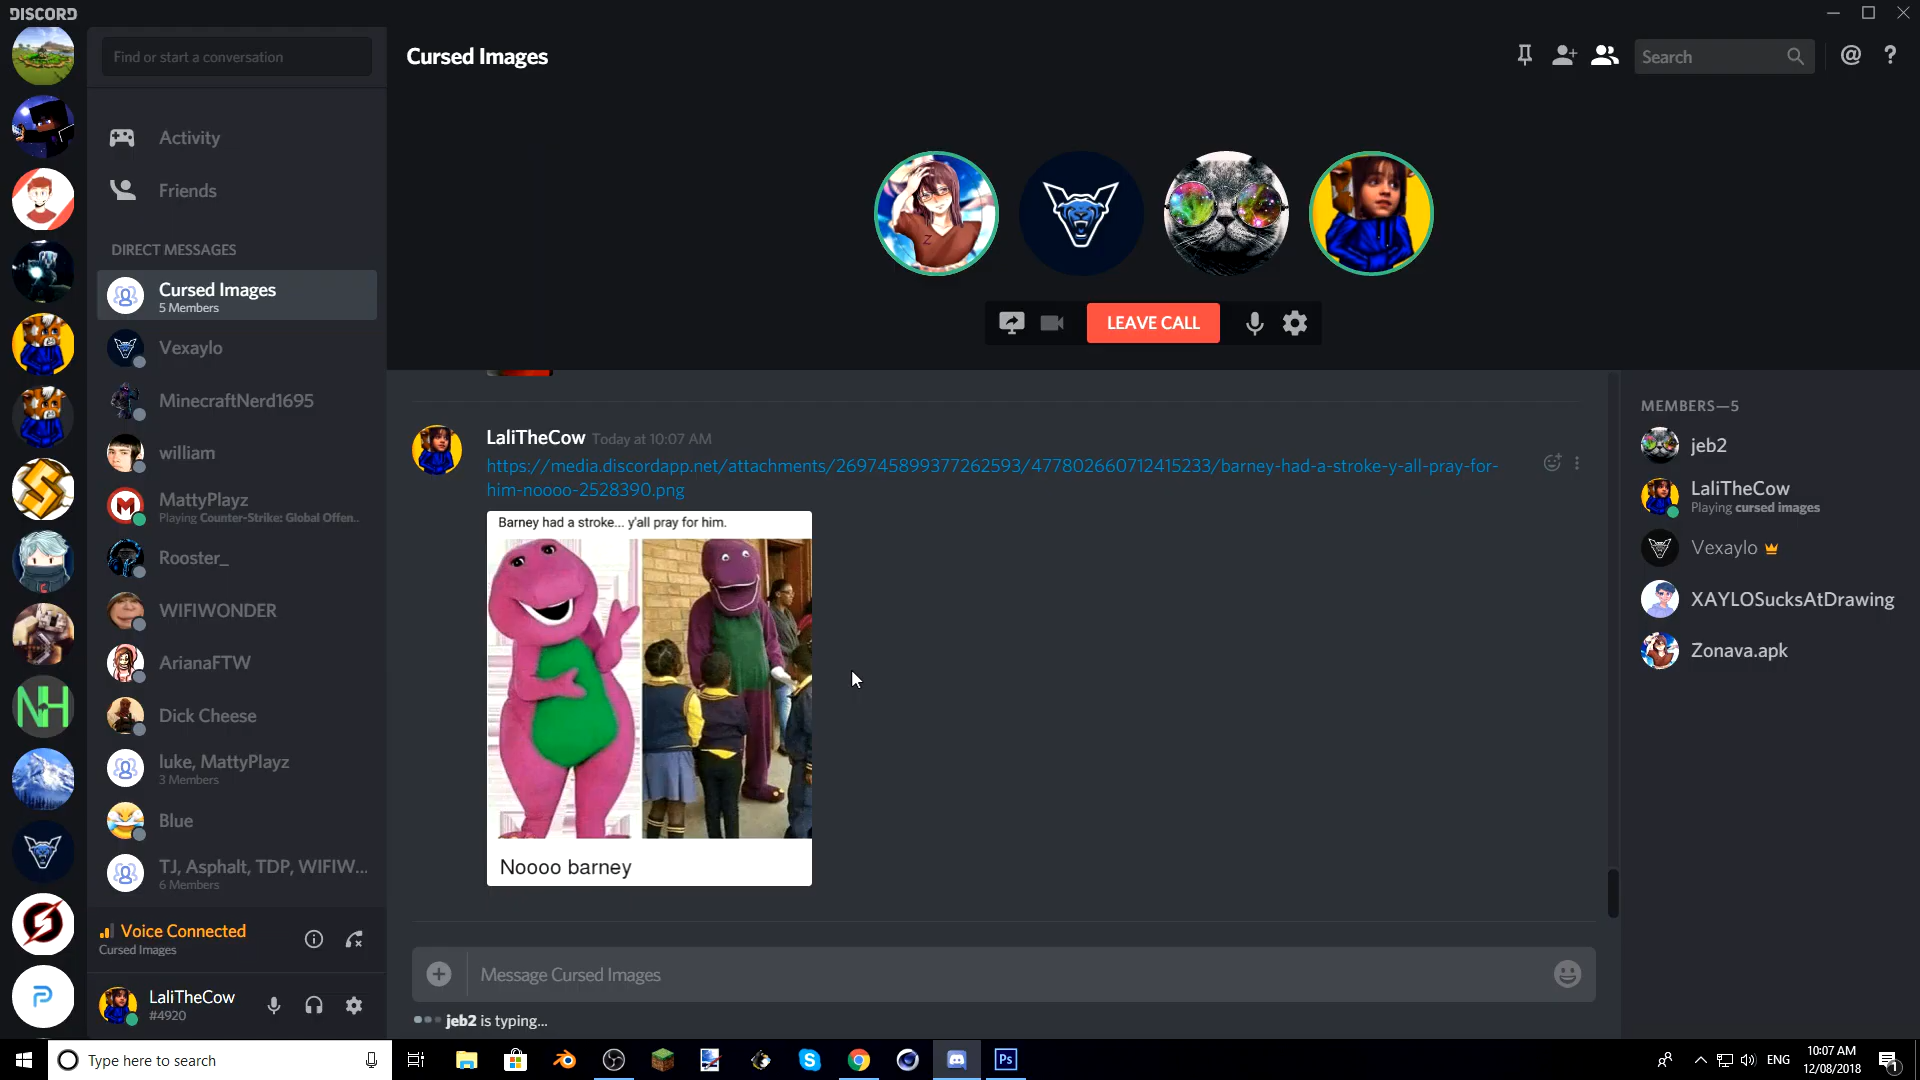 DISCORD
Find or start a conversation
Activity
Friends
DIRECT MESSAGES
Cursed Images
5 Members
Vexaylo
MinecraftNerd1695
william
MattyPlayz
Playing Counter-Strike: Global Offen..
Rooster_
WIFIWONDER
ArianaFTW
Dick Cheese
luke, MattyPlayz
3 Members
Blue
TJ, Asphalt, TDP, WIFIW...
6 Members
Voice Connected
Cursed Images
LaliTheCow
#4920
Cursed Images
Search
LEAVE CALL
LaliTheCow Today at 10:07 AM
https://media.discordapp.net/attachments/269745899377262593/477802660712415233/barney-had-a-stroke-y-all-pray-for-
him-noooo-2528390.png
Barney had a stroke... y'all pray for him.
Noooo barney
Message Cursed Images
jeb2 is typing...
MEMBERS—5
jeb2
LaliTheCow
Playing cursed images
Vexaylo
XAYLOSucksAtDrawing
Zonava.apk
Type here to search
Ps
ENG
10:07 AM
12/08/2018
1
NH